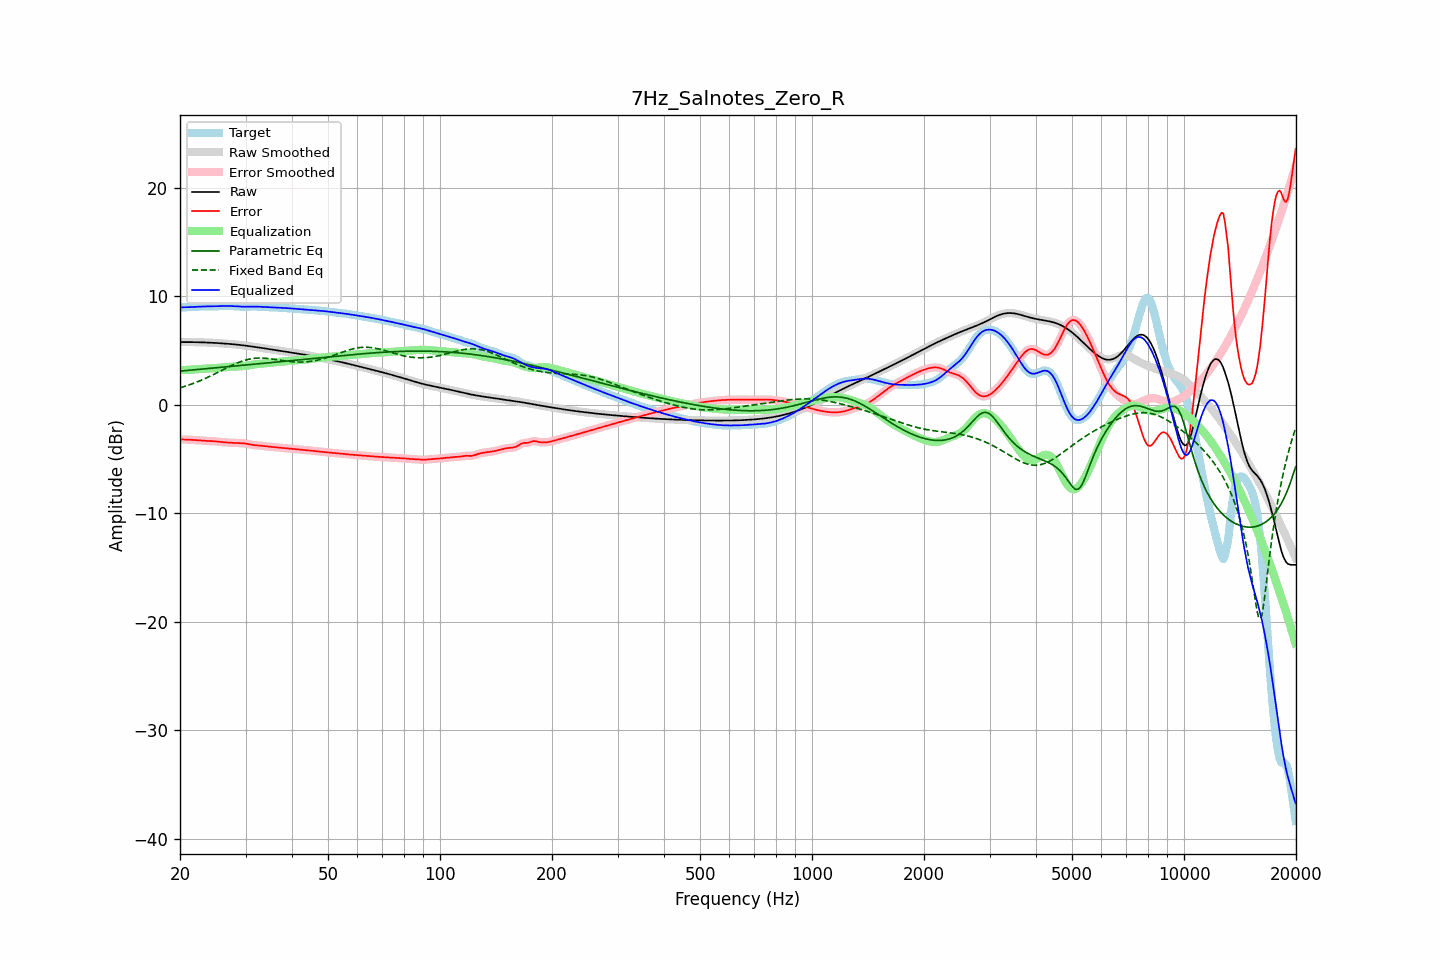 7Hz_Salnotes_Zero_R
Target
Raw Smoothed
Error Smoothed
Raw
Error
Equalization
Parametric Eq
Fixed Band Eq
Equalized
20
10
0
−10
−20
−30
−40
Amplitude (dBr)
20 50 100 200 500 1000 2000 5000 10000 20000
Frequency (Hz)